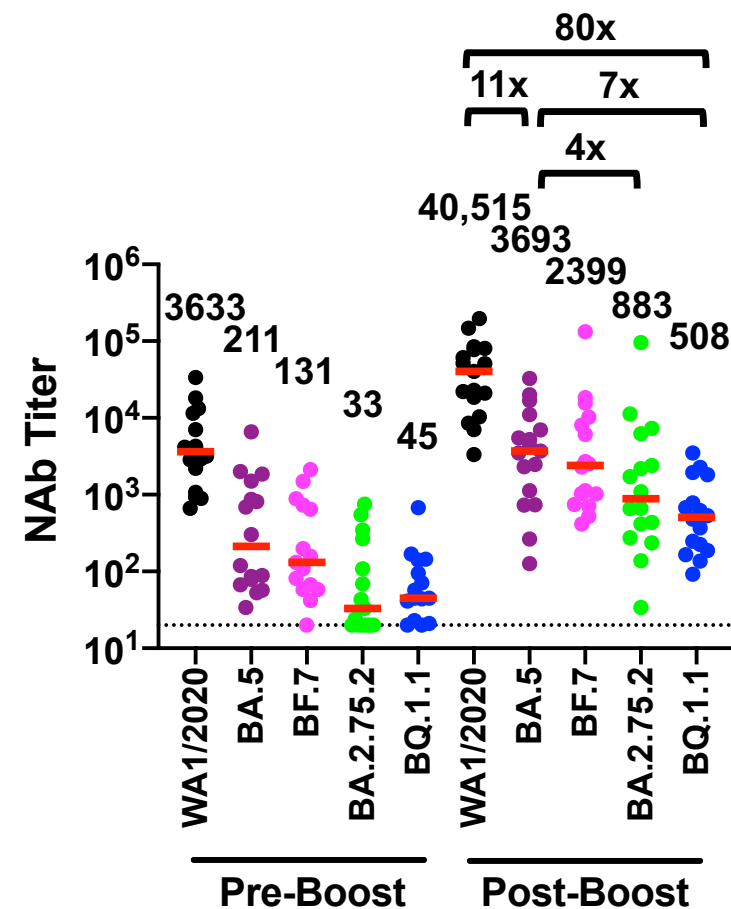 80x
11x 7x
4x
40,515
3693
2399
883
508
3633
211
131
33
45
10⁶
10⁵
10⁴
10³
10²
10¹
NAb Titer
WA1/2020
BA.5
BF.7
BA.2.75.2
BQ.1.1
WA1/2020
BA.5
BF.7
BA.2.75.2
BQ.1.1
Pre-Boost Post-Boost